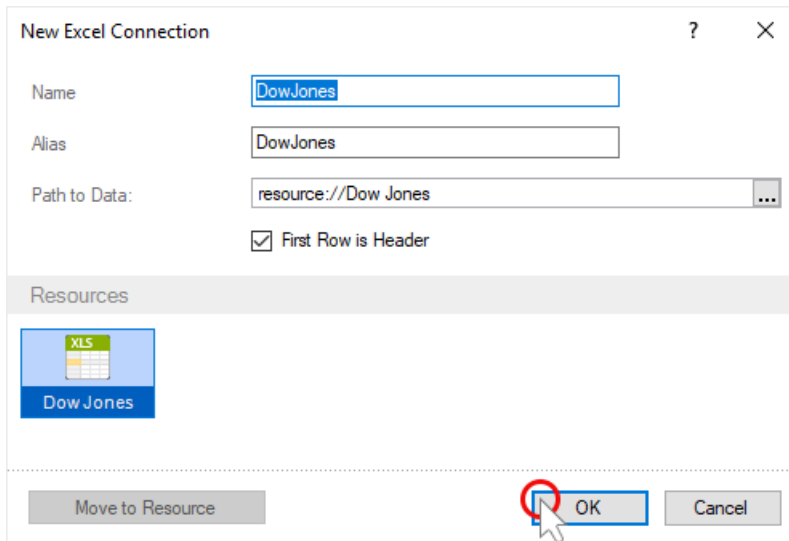 New Excel Connection ?
Name DowJones
Alias DowJones
Path to Data: resource://Dow Jones ...
First Row is Header
Resources
XLS
Dow Jones
Move to Resource OK Cancel